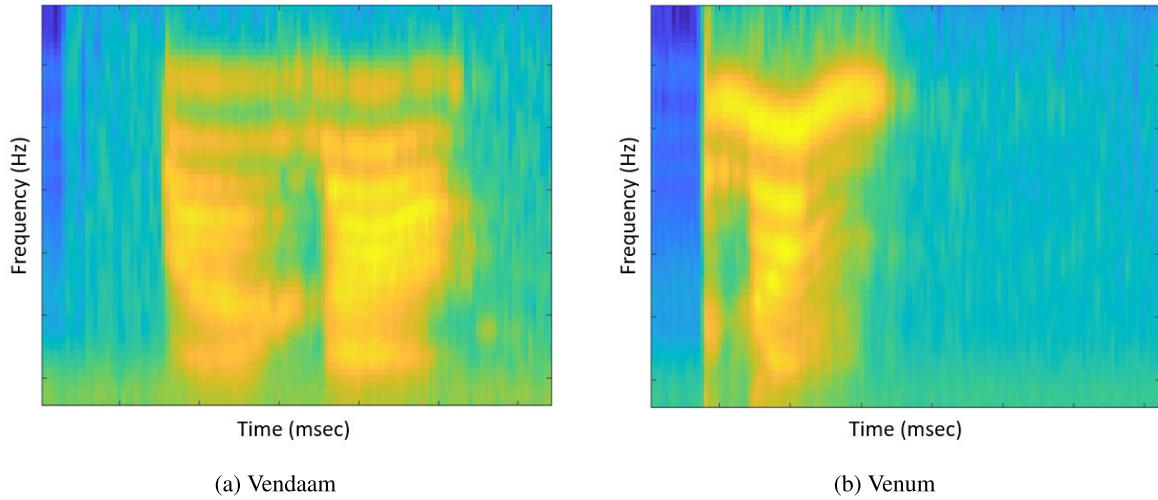 Frequency (Hz)
Time (msec)
(a) Vendaam
Frequency (Hz)
Time (msec)
(b) Venum